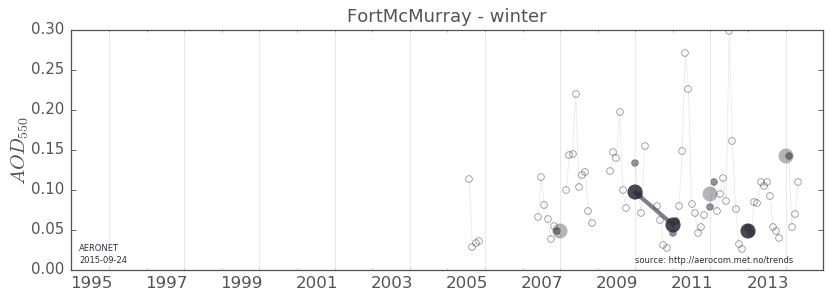 FortMcMurray - winter
0.30
0.25
0.20
0.15
0.10
0.05
0.00
AOD550
AERONET
2015-09-24
source: http://aerocom.met.no/trends
1995 1997 1999 2001 2003 2005 2007 2009 2011 2013